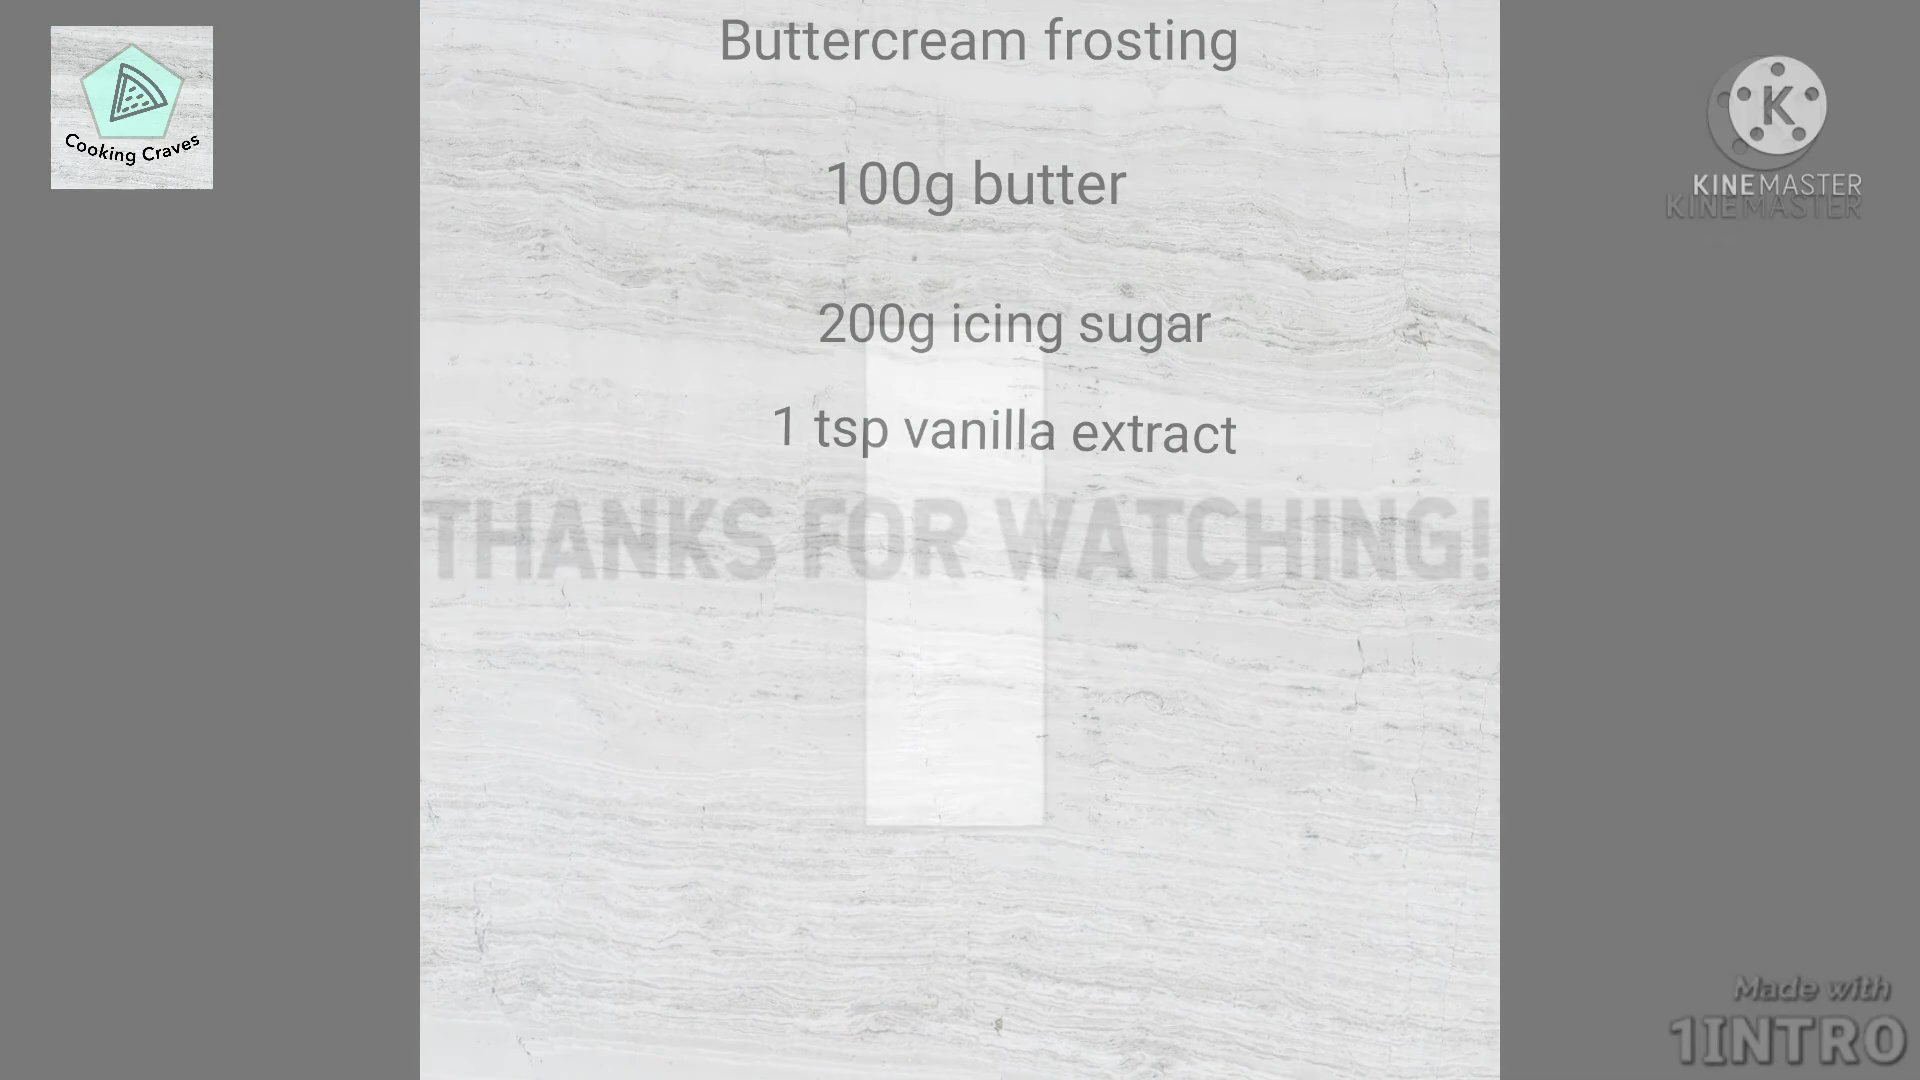 Buttercream frosting
Cooking Craves
K
KINEMASTER
KINEMASTER
100g butter
200g icing sugar
1 tsp vanilla extract
THANKS FOR WATCHING!
Made with
1INTRO